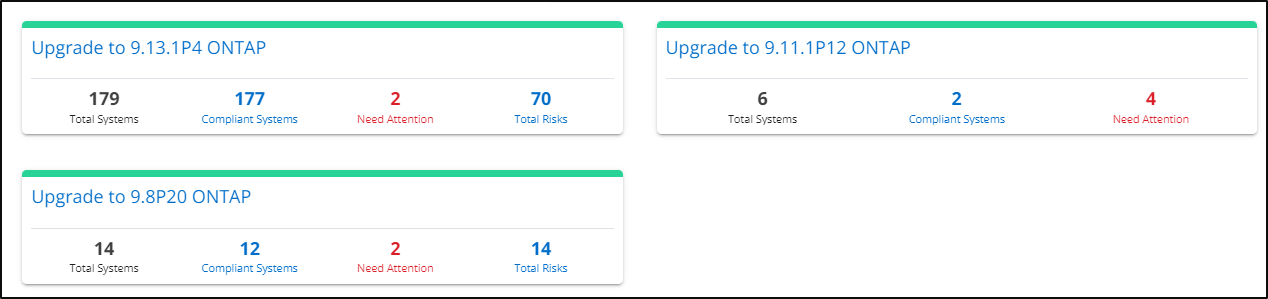 Upgrade to 9.13.1P4 ONTAP
179 177 2 70
Total Systems Compliant Systems Need Attention Total Risks
Upgrade to 9.11.1P12 ONTAP
6 2 4
Total Systems Compliant Systems Need Attention
Upgrade to 9.8P20 ONTAP
14 12 2 14
Total Systems Compliant Systems Need Attention Total Risks